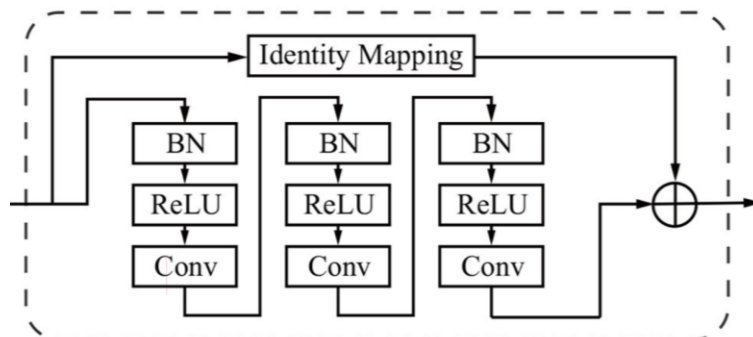 Identity Mapping
BN
BN
BN
ReLU
ReLU
ReLU
Conv
Conv
Conv